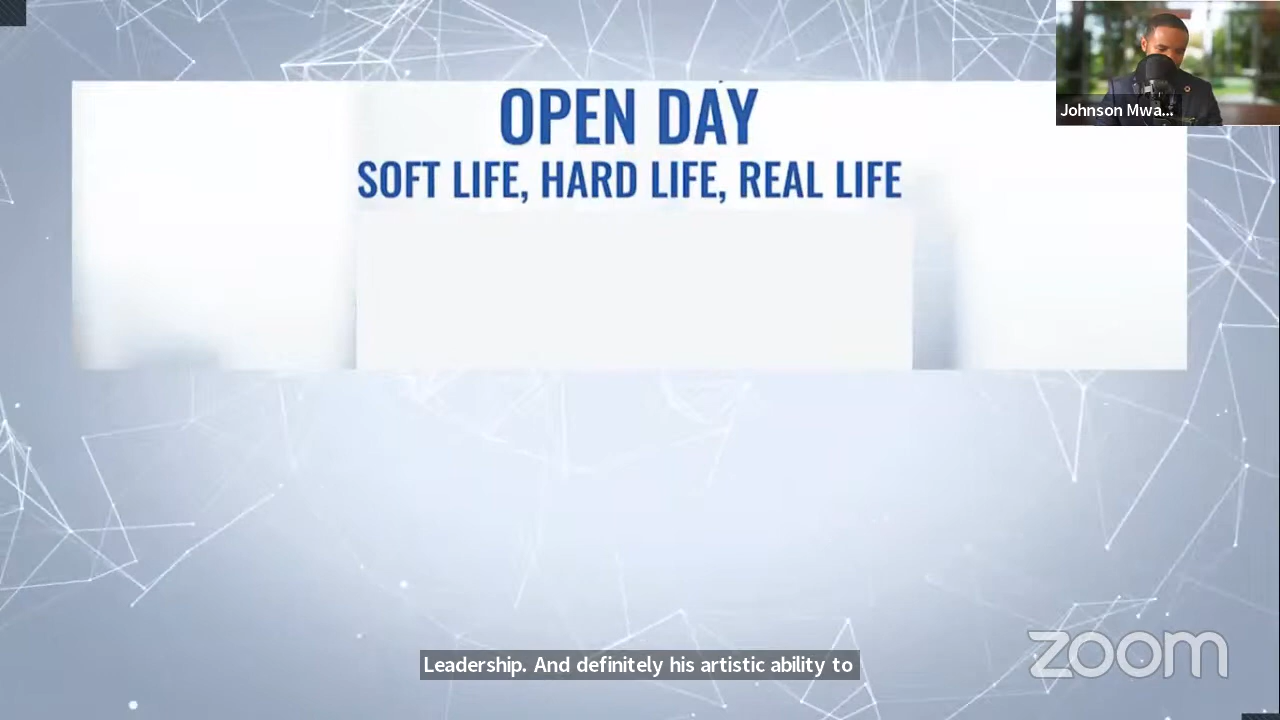 OPEN DAY
SOFT LIFE, HARD LIFE, REAL LIFE
Johnson Mwa...
Leadership. And definitely his artistic ability to
zoom